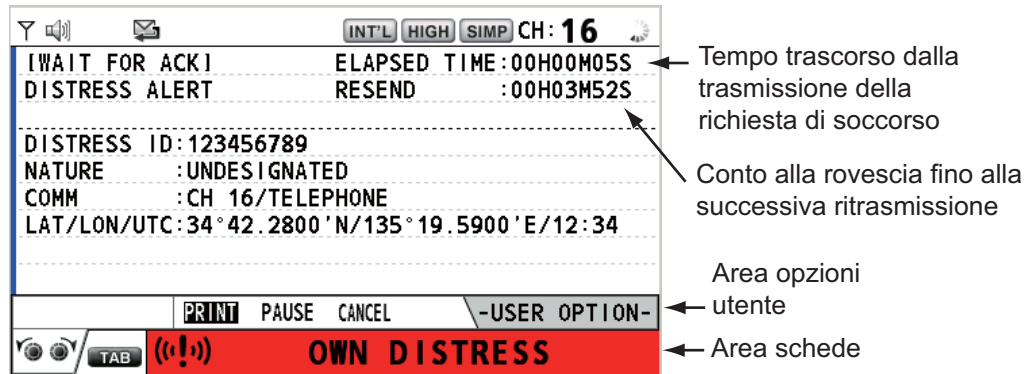 INT'L HIGH SIMP CH: 16
[WAIT FOR ACK] ELAPSED TIME:00H00M05S
DISTRESS ALERT RESEND :00H03M52S
DISTRESS ID:123456789
NATURE :UNDESIGNATED
COMM :CH 16/TELEPHONE
LAT/LON/UTC:34°42.2800'N/135°19.5900'E/12:34
PRINT PAUSE CANCEL -USER OPTION-
TAB OWN DISTRESS
Tempo trascorso dalla
trasmissione della
richiesta di soccorso
Conto alla rovescia fino alla
successiva ritrasmissione
Area opzioni
utente
Area schede